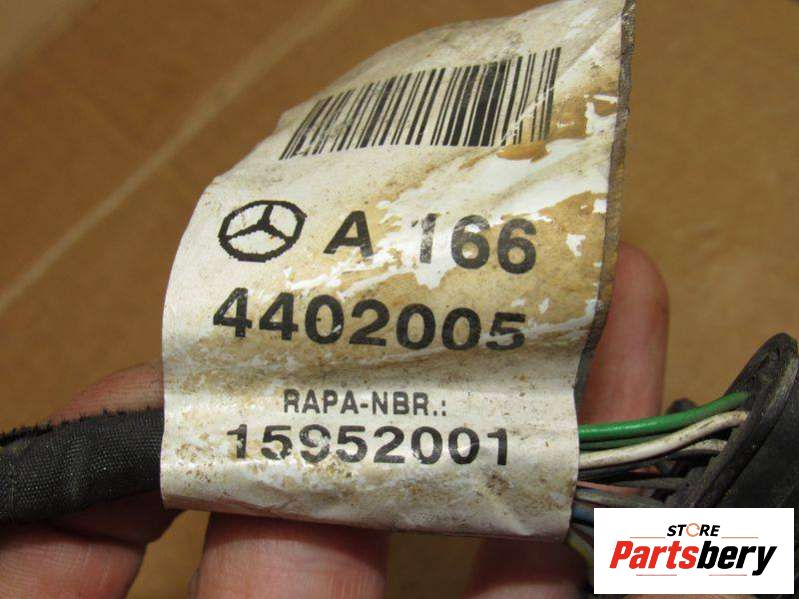 A 166
4402005
RAPA-NBR.:
15952001
STORE
Partsbery